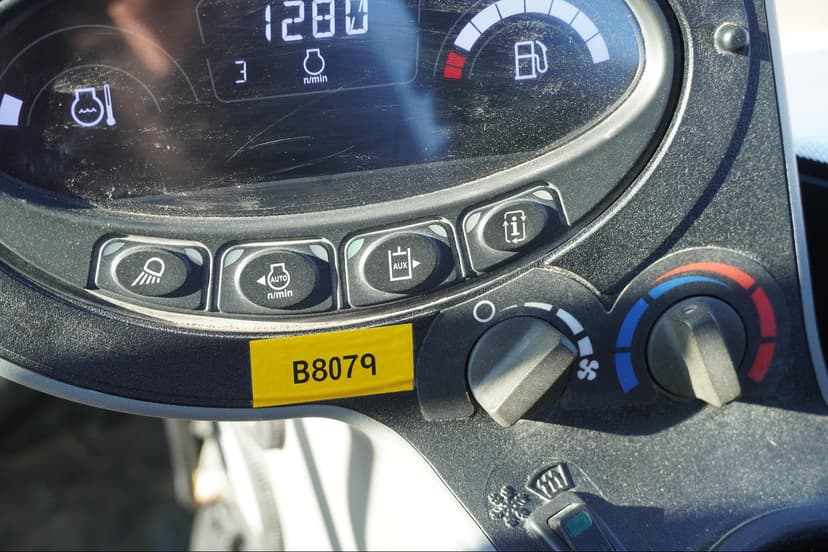 1280
3
n/min
AUTO
n/min
AUX
i
B8079